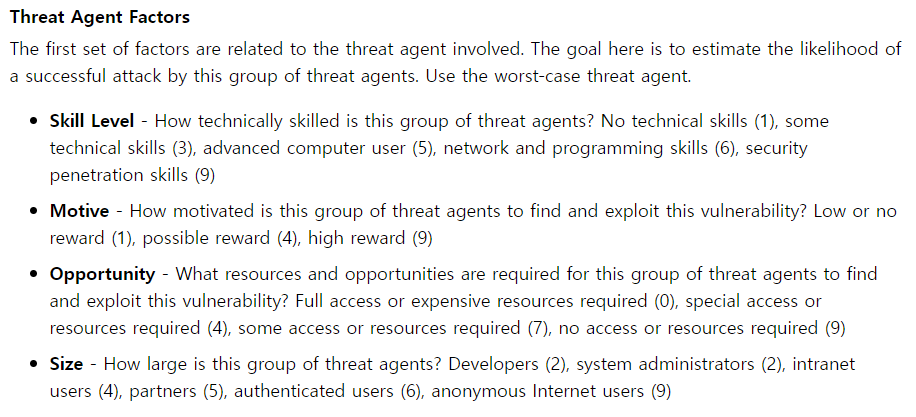 Threat Agent Factors
The first set of factors are related to the threat agent involved. The goal here is to estimate the likelihood of
a successful attack by this group of threat agents. Use the worst-case threat agent.
• Skill Level - How technically skilled is this group of threat agents? No technical skills (1), some
technical skills (3), advanced computer user (5), network and programming skills (6), security
penetration skills (9)
• Motive - How motivated is this group of threat agents to find and exploit this vulnerability? Low or no
reward (1), possible reward (4), high reward (9)
• Opportunity - What resources and opportunities are required for this group of threat agents to find
and exploit this vulnerability? Full access or expensive resources required (0), special access or
resources required (4), some access or resources required (7), no access or resources required (9)
• Size - How large is this group of threat agents? Developers (2), system administrators (2), intranet
users (4), partners (5), authenticated users (6), anonymous Internet users (9)